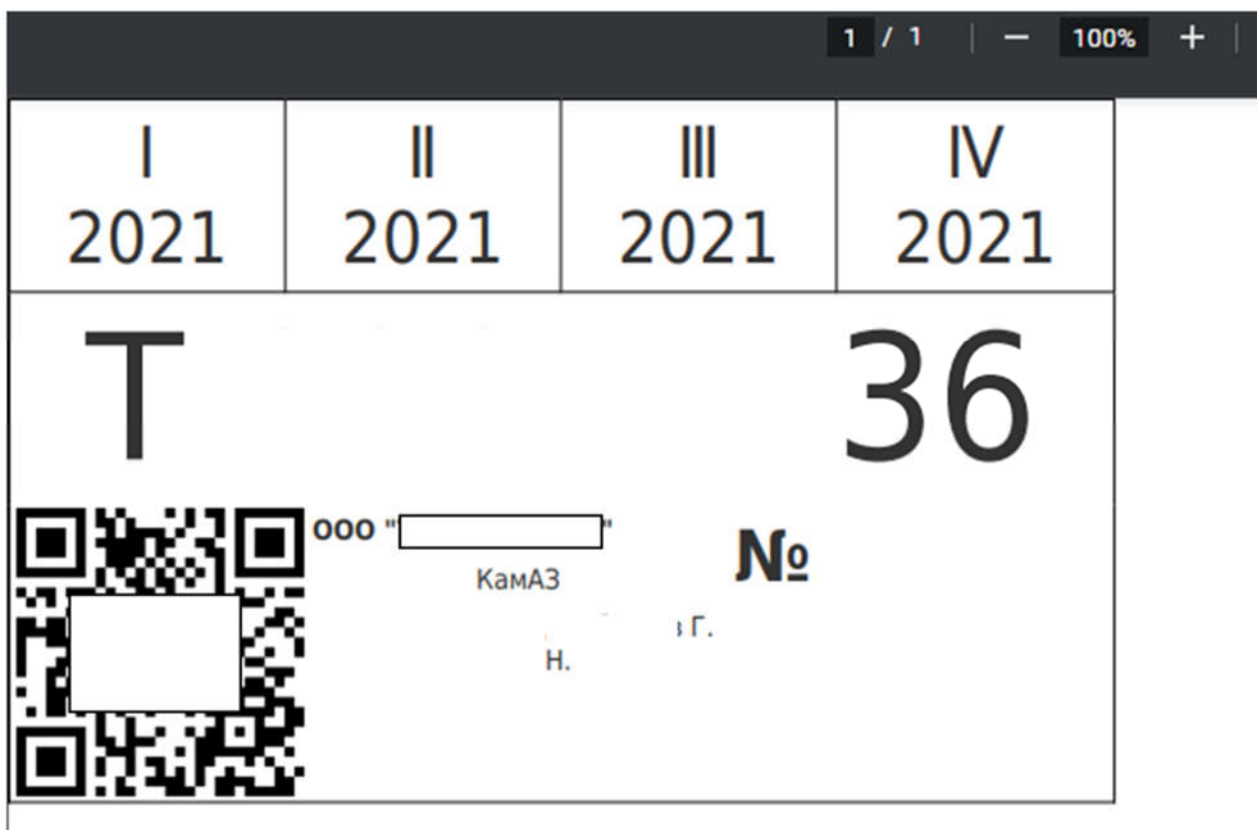 1 / 1 — 100% +
I II III IV
2021 2021 2021 2021
Т 36
ООО " "
№
КамАЗ
Г.
Н.